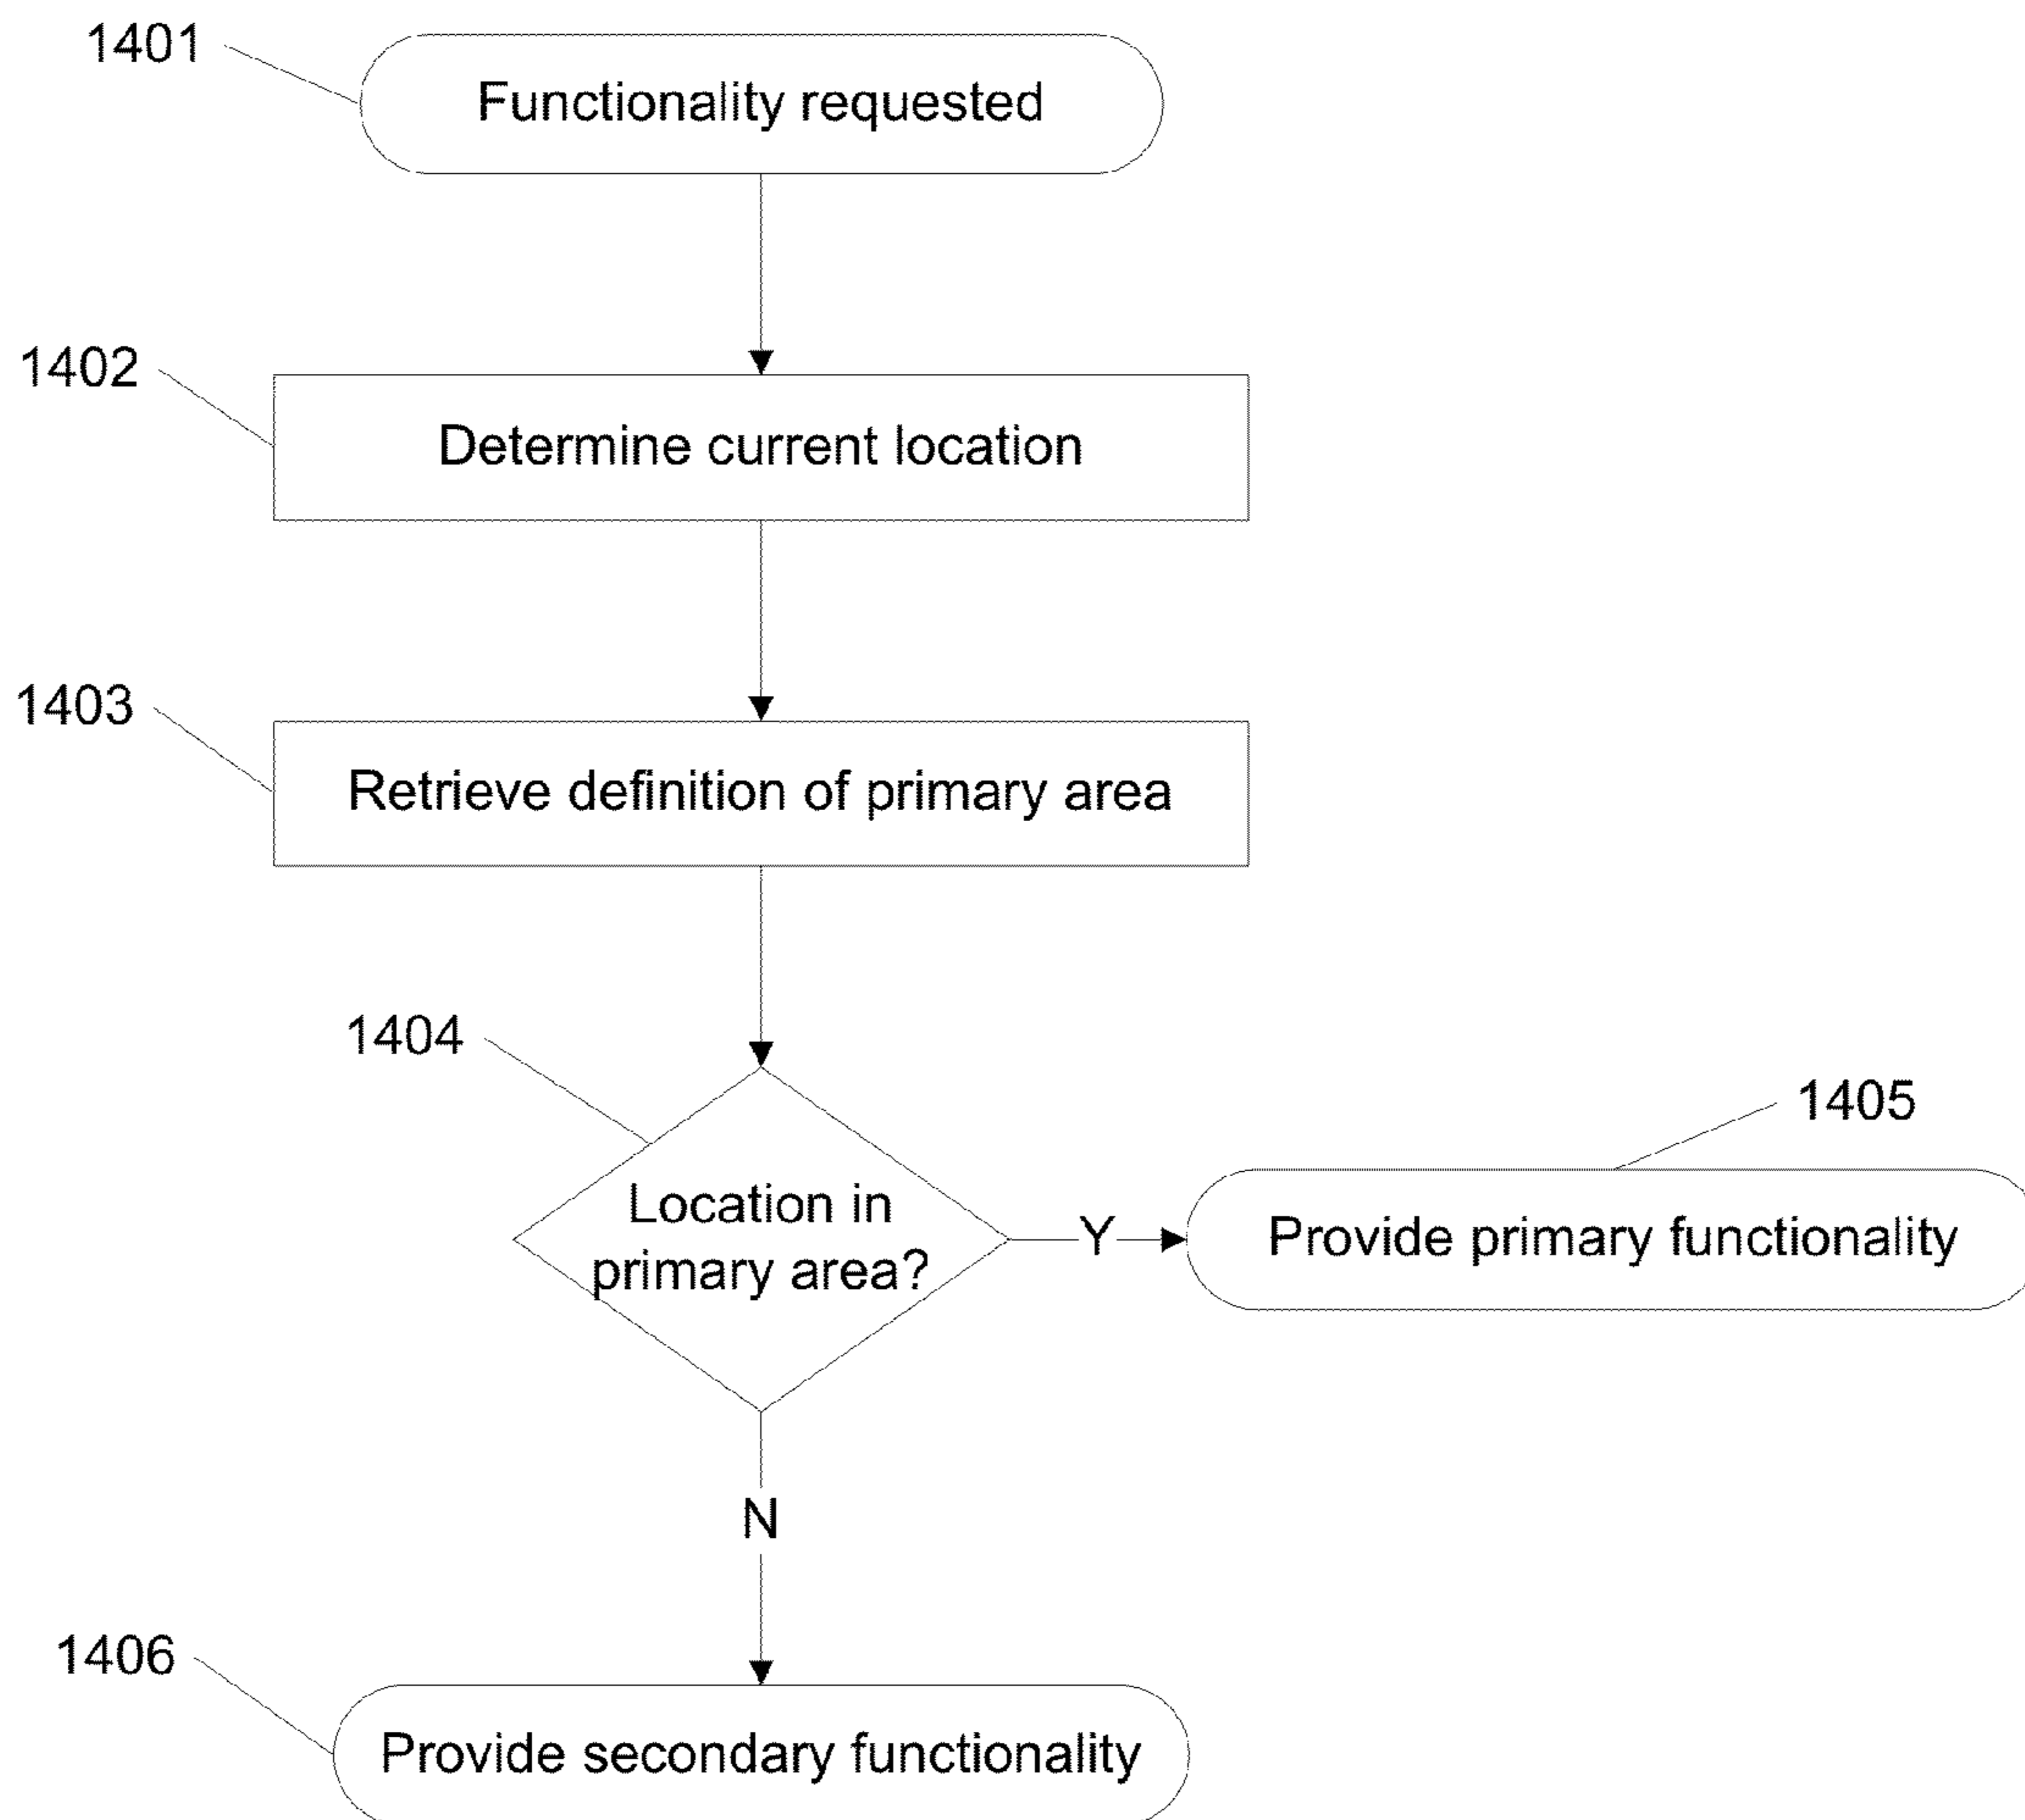 1401
Functionality requested
1402
Determine current location
1403
Retrieve definition of primary area
1404
Location in
primary area?
Y
1405
Provide primary functionality
N
1406
Provide secondary functionality